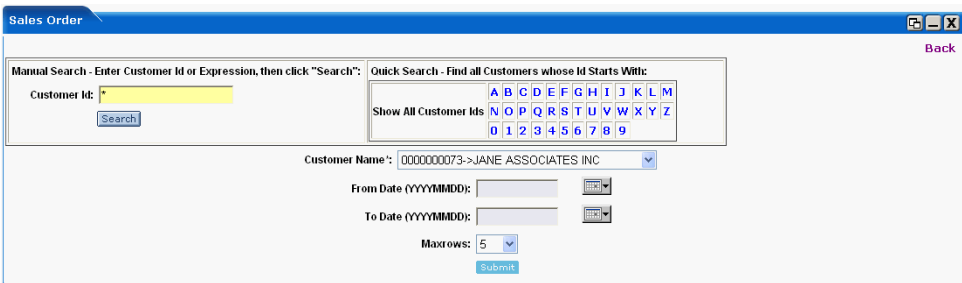 Sales Order
Back
Manual Search - Enter Customer Id or Expression, then click "Search":
Customer Id: *
Search
Quick Search - Find all Customers whose Id Starts With:
Show All Customer Ids
A B C D E F G H I J K L M
N O P Q R S T U V W X Y Z
0 1 2 3 4 5 6 7 8 9
Customer Name*: 0000000073->JANE ASSOCIATES INC
From Date (YYYYMMDD):
To Date (YYYYMMDD):
Maxrows: 5
Submit